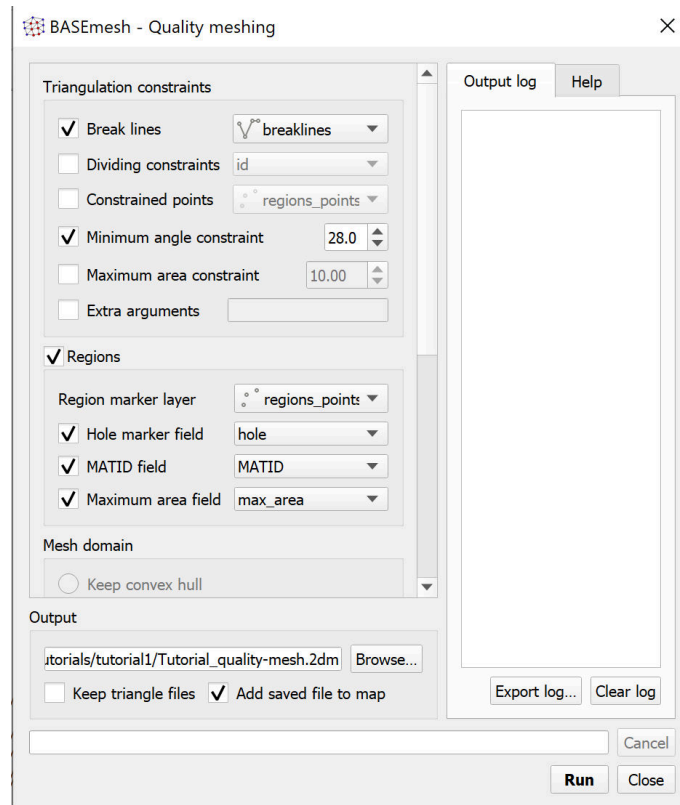 BASEmesh - Quality meshing
Triangulation constraints
Break lines breaklines
Dividing constraints id
Constrained points regions_points
Minimum angle constraint 28.0
Maximum area constraint 10.00
Extra arguments
Regions
Region marker layer regions_points
Hole marker field hole
MATID field MATID
Maximum area field max_area
Mesh domain
Keep convex hull
Output
utorials/tutorial1/Tutorial_quality-mesh.2dm Browse...
Keep triangle files Add saved file to map
Output log Help
Export log... Clear log
Cancel
Run Close